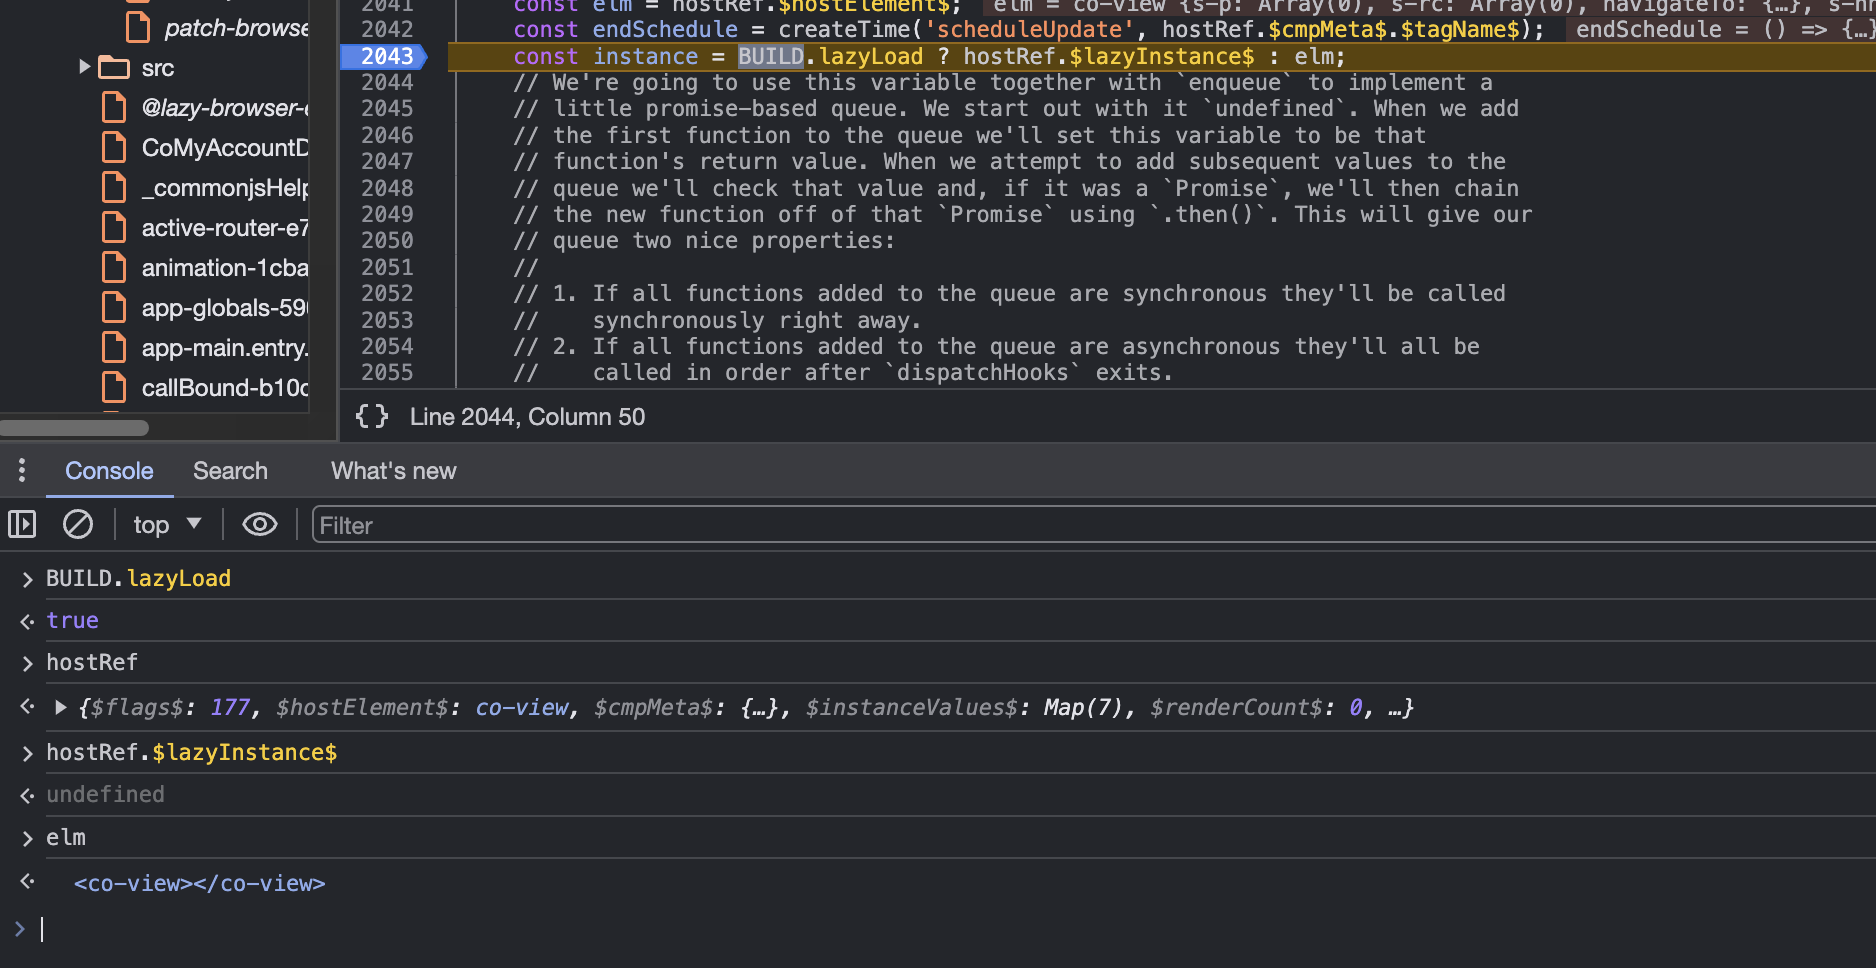 patch-browse
src
@lazy-browser-
CoMyAccountD
_commonjsHelp
active-router-e7
animation-1cba
app-globals-590
app-main.entry.
callBound-b10c
2041 const elm = hostRef.$hostElement$; elm = co-view {s-p: Array(0), s-rc: Array(0), navigateTo: {…}, s-hr
2042 const endSchedule = createTime('scheduleUpdate', hostRef.$cmpMeta$.$tagName$); endSchedule = () => {…}
2043 const instance = BUILD.lazyLoad ? hostRef.$lazyInstance$ : elm;
2044 // We're going to use this variable together with `enqueue` to implement a
2045 // little promise-based queue. We start out with it `undefined`. When we add
2046 // the first function to the queue we'll set this variable to be that
2047 // function's return value. When we attempt to add subsequent values to the
2048 // queue we'll check that value and, if it was a `Promise`, we'll then chain
2049 // the new function off of that `Promise` using `.then()`. This will give our
2050 // queue two nice properties:
2051 //
2052 // 1. If all functions added to the queue are synchronous they'll be called
2053 //    synchronously right away.
2054 // 2. If all functions added to the queue are asynchronous they'll all be
2055 //    called in order after `dispatchHooks` exits.
{} Line 2044, Column 50
Console Search What's new
top Filter
BUILD.lazyLoad
true
hostRef
{$flags$: 177, $hostElement$: co-view, $cmpMeta$: {…}, $instanceValues$: Map(7), $renderCount$: 0, …}
hostRef.$lazyInstance$
undefined
elm
<co-view></co-view>